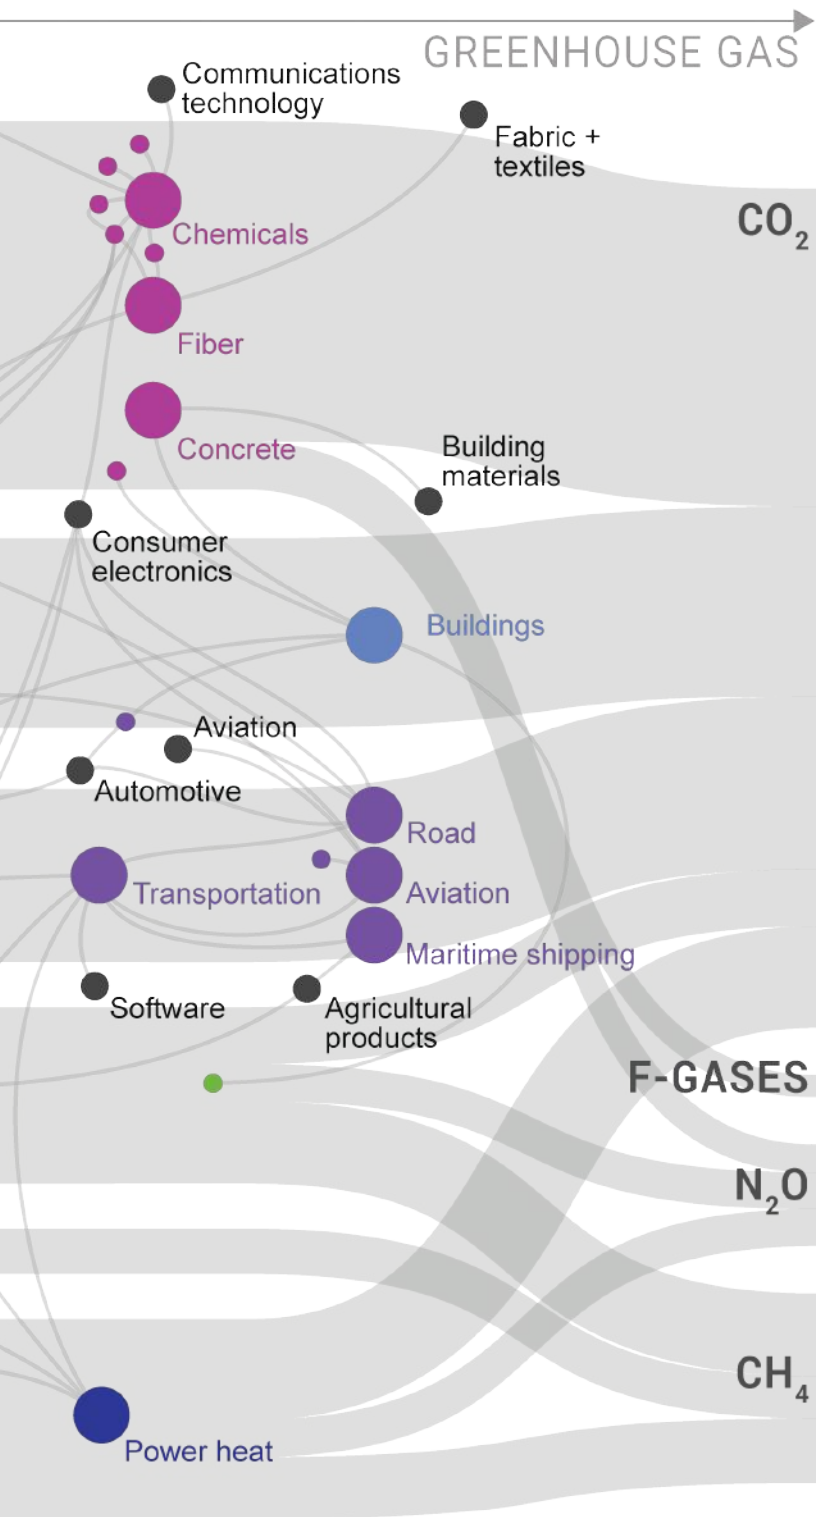 GREENHOUSE GAS
Communications
technology
Fabric +
textiles
CO₂
Chemicals
Fiber
Concrete
Building
materials
Consumer
electronics
Buildings
Aviation
Automotive
Road
Transportation
Aviation
Maritime shipping
Software
Agricultural
products
F-GASES
N₂O
CH₄
Power heat